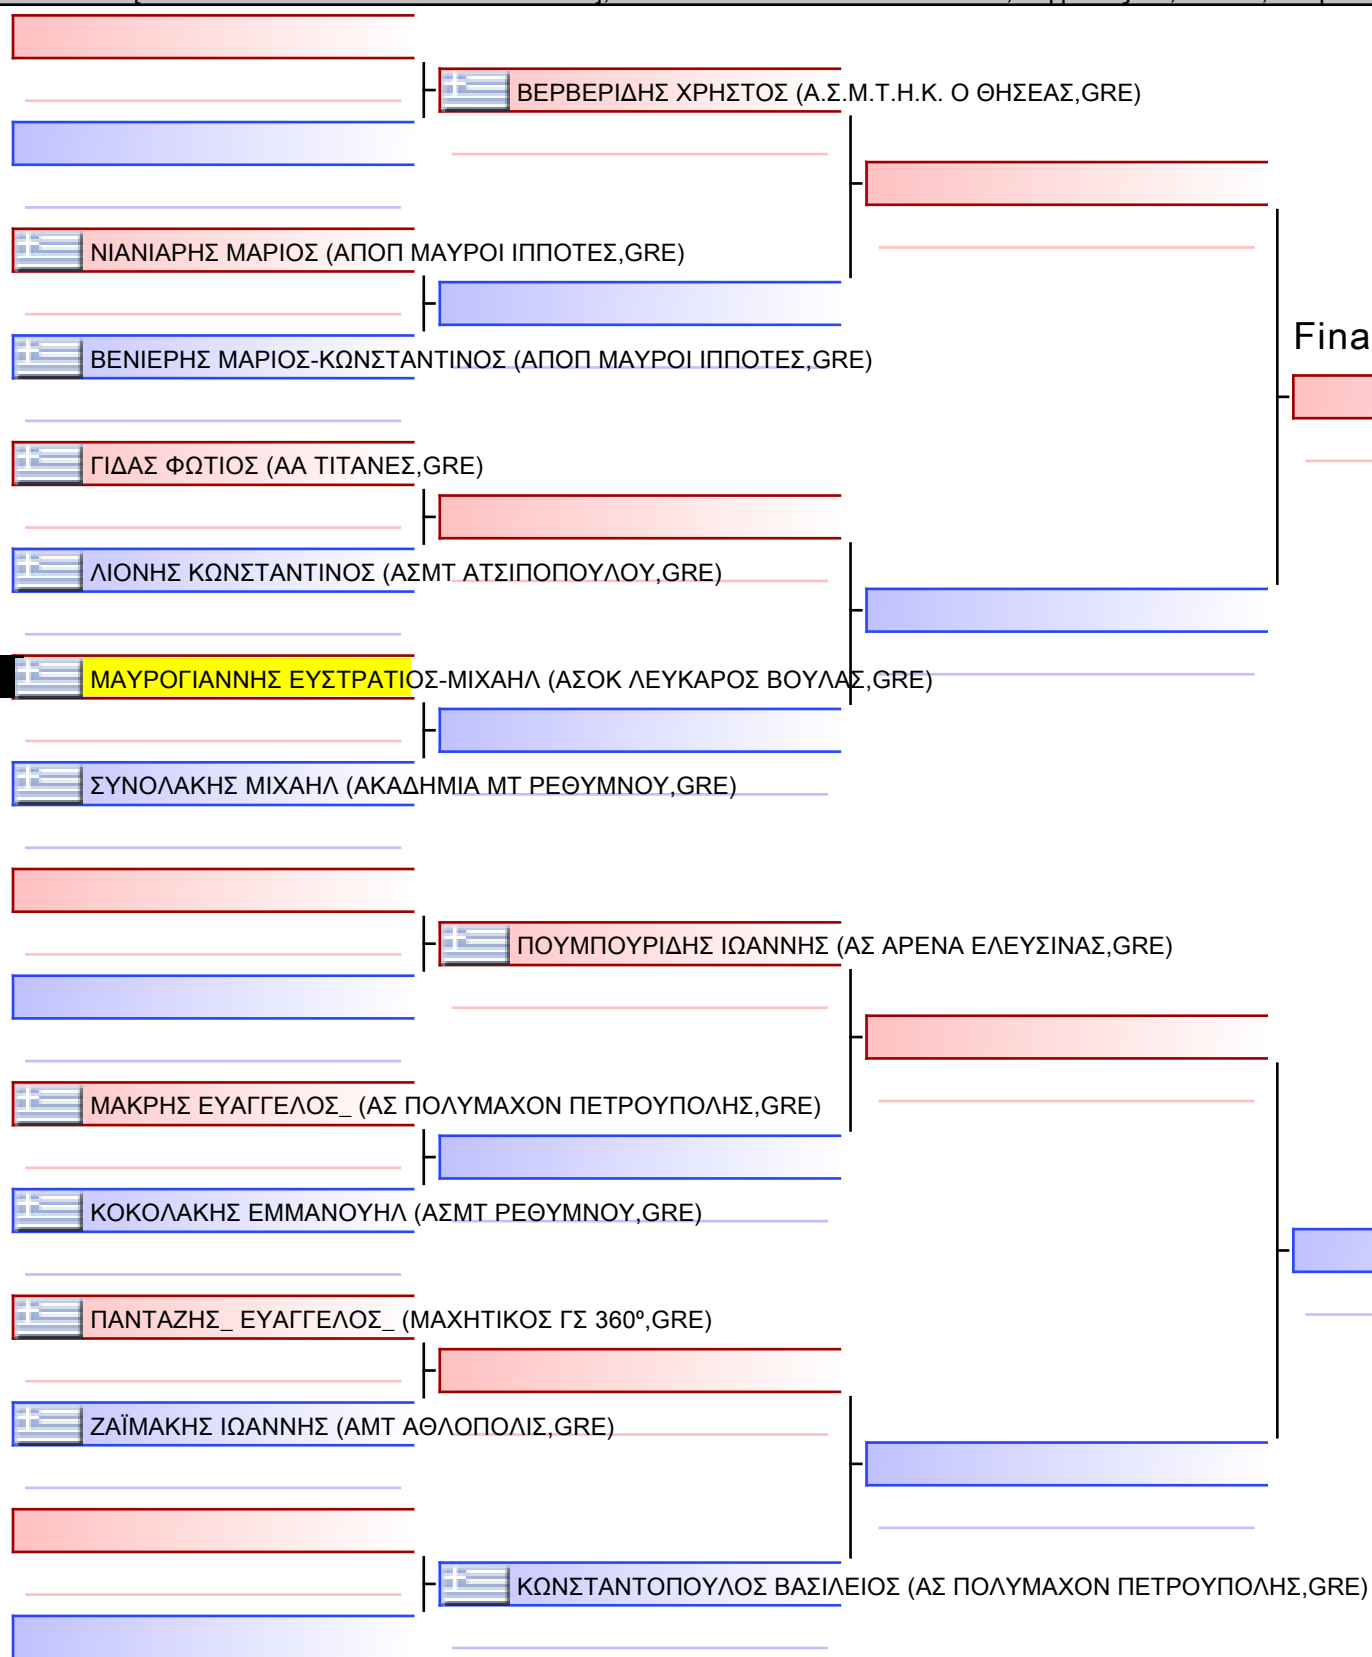 ΒΕΡΒΕΡΙΔΗΣ ΧΡΗΣΤΟΣ (Α.Σ.Μ.Τ.Η.Κ. Ο ΘΗΣΕΑΣ,GRE)
ΝΙΑΝΙΑΡΗΣ ΜΑΡΙΟΣ (ΑΠΟΠ ΜΑΥΡΟΙ ΙΠΠΟΤΕΣ,GRE)
Fina
ΒΕΝΙΕΡΗΣ ΜΑΡΙΟΣ-ΚΩΝΣΤΑΝΤΙΝΟΣ (ΑΠΟΠ ΜΑΥΡΟΙ ΙΠΠΟΤΕΣ,GRE)
ΓΙΔΑΣ ΦΩΤΙΟΣ (ΑΑ ΤΙΤΑΝΕΣ,GRE)
ΛΙΟΝΗΣ ΚΩΝΣΤΑΝΤΙΝΟΣ (ΑΣΜΤ ΑΤΣΙΠΟΠΟΥΛΟΥ,GRE)
ΜΑΥΡΟΓΙΑΝΝΗΣ ΕΥΣΤΡΑΤΙΟΣ-ΜΙΧΑΗΛ (ΑΣΟΚ ΛΕΥΚΑΡΟΣ ΒΟΥΛΑΣ,GRE)
ΣΥΝΟΛΑΚΗΣ ΜΙΧΑΗΛ (ΑΚΑΔΗΜΙΑ ΜΤ ΡΕΘΥΜΝΟΥ,GRE)
ΠΟΥΜΠΟΥΡΙΔΗΣ ΙΩΑΝΝΗΣ (ΑΣ ΑΡΕΝΑ ΕΛΕΥΣΙΝΑΣ,GRE)
ΜΑΚΡΗΣ ΕΥΑΓΓΕΛΟΣ_ (ΑΣ ΠΟΛΥΜΑΧΟΝ ΠΕΤΡΟΥΠΟΛΗΣ,GRE)
ΚΟΚΟΛΑΚΗΣ ΕΜΜΑΝΟΥΗΛ (ΑΣΜΤ ΡΕΘΥΜΝΟΥ,GRE)
ΠΑΝΤΑΖΗΣ_ ΕΥΑΓΓΕΛΟΣ_ (ΜΑΧΗΤΙΚΟΣ ΓΣ 360º,GRE)
ΖΑΪΜΑΚΗΣ ΙΩΑΝΝΗΣ (ΑΜΤ ΑΘΛΟΠΟΛΙΣ,GRE)
ΚΩΝΣΤΑΝΤΟΠΟΥΛΟΣ ΒΑΣΙΛΕΙΟΣ (ΑΣ ΠΟΛΥΜΑΧΟΝ ΠΕΤΡΟΥΠΟΛΗΣ,GRE)